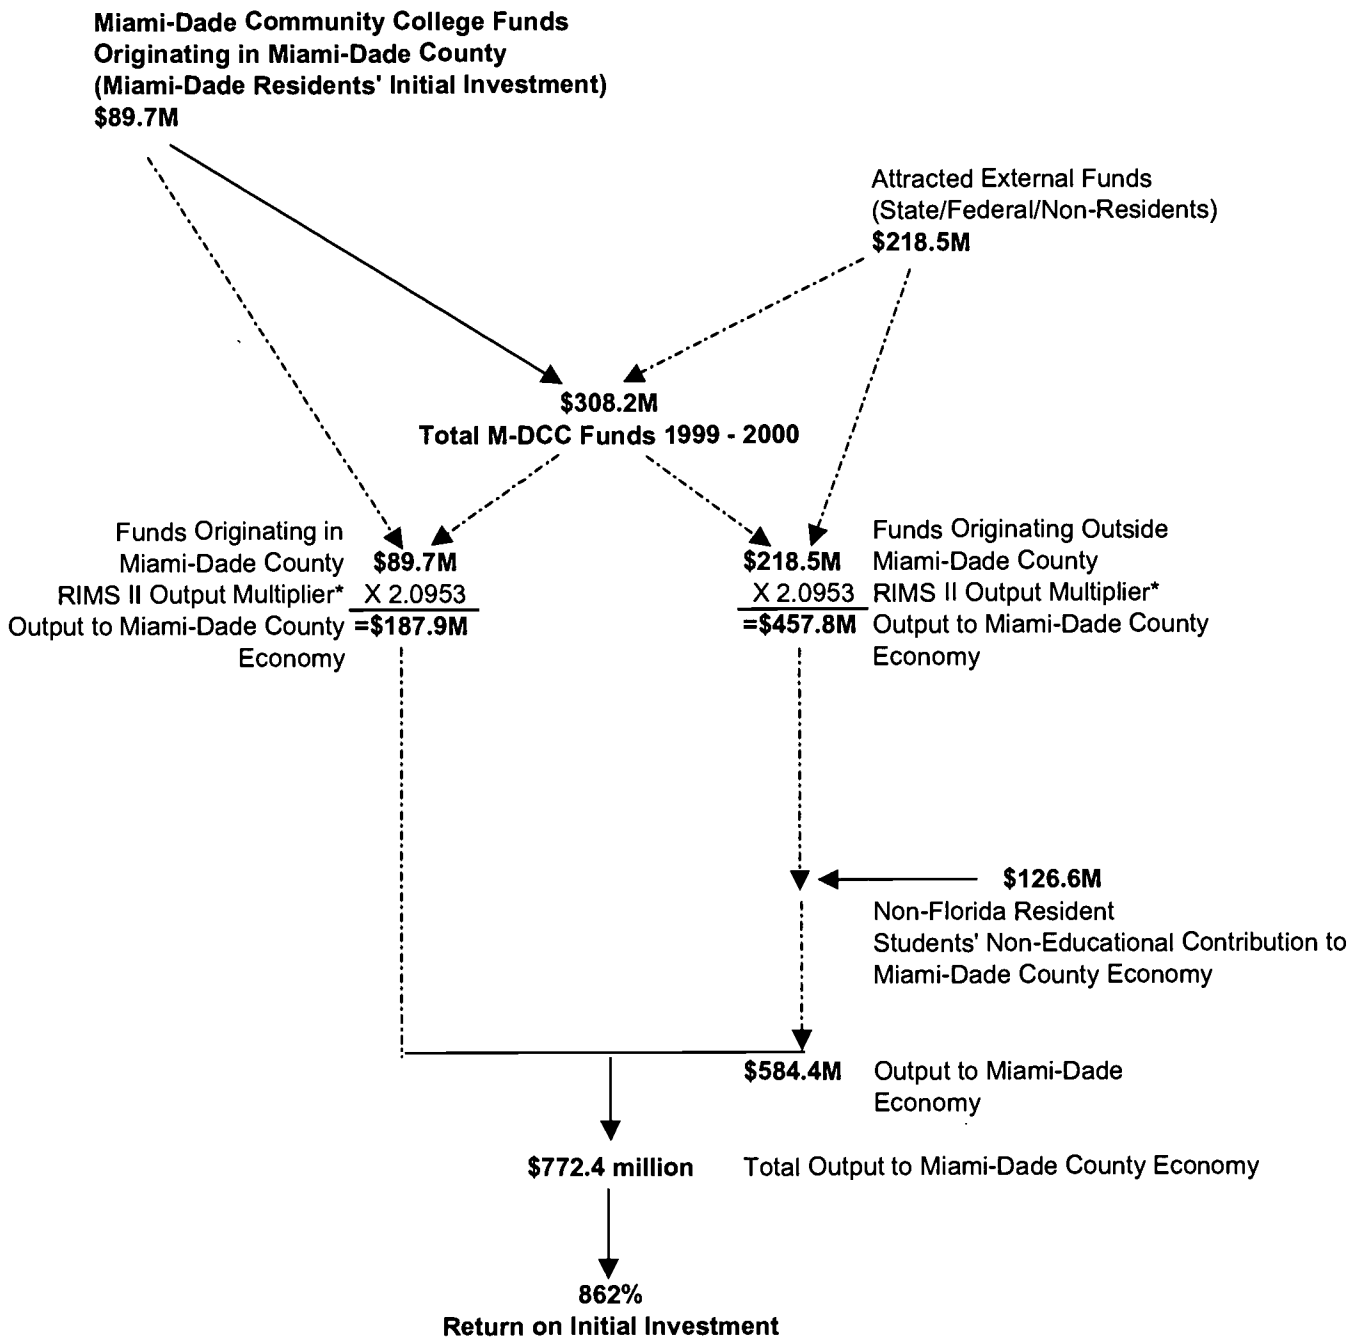 Miami-Dade Community College Funds
Originating in Miami-Dade County
(Miami-Dade Residents' Initial Investment)
$89.7M
Attracted External Funds
(State/Federal/Non-Residents)
$218.5M
$308.2M
Total M-DCC Funds 1999 - 2000
Funds Originating in
Miami-Dade County $89.7M
RIMS II Output Multiplier* X 2.0953
Output to Miami-Dade County =$187.9M
Economy
Funds Originating Outside
$218.5M Miami-Dade County
X 2.0953 RIMS II Output Multiplier*
=$457.8M Output to Miami-Dade County
Economy
$126.6M
Non-Florida Resident
Students' Non-Educational Contribution to
Miami-Dade County Economy
$584.4M Output to Miami-Dade
Economy
$772.4 million Total Output to Miami-Dade County Economy
862%
Return on Initial Investment